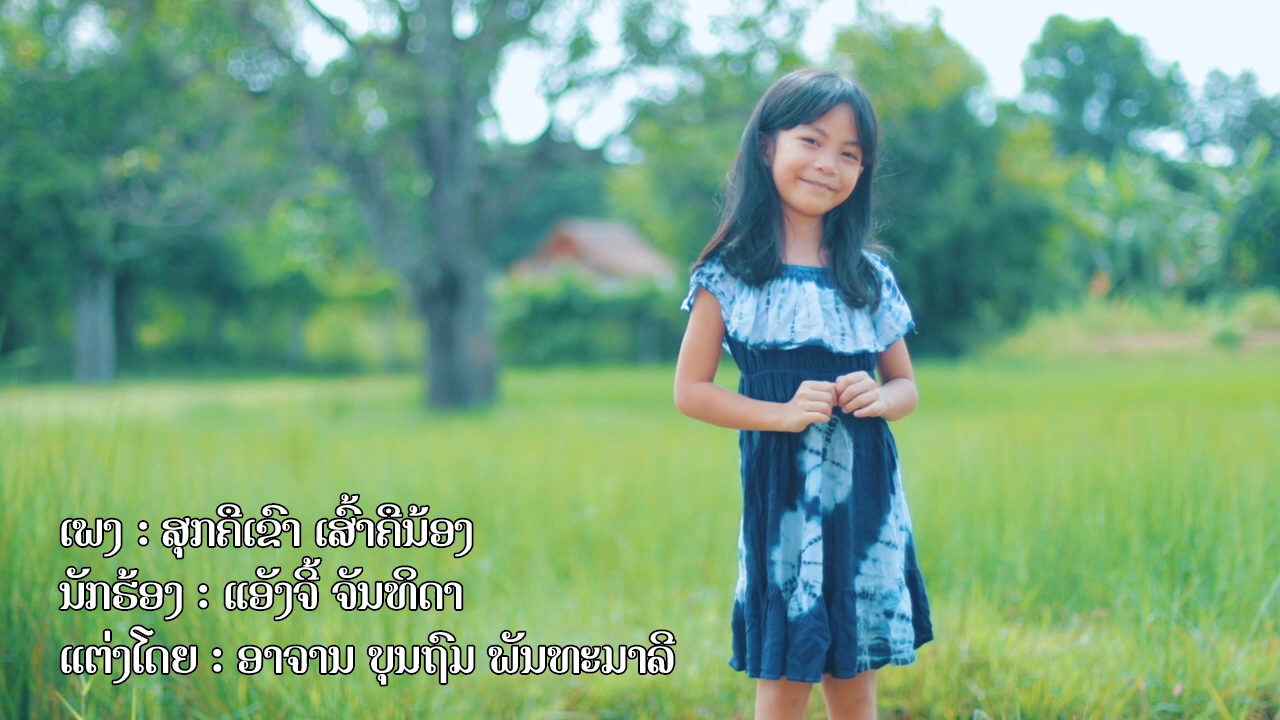 ເພງ : ສຸກຄືເຂົາ ເສົ້າຄືນ້ອງ
ນັກຮ້ອງ : ແອັງຈີ້ ຈັນທິດາ
ແຕ່ງໂດຍ : ອາຈານ ຂຸນຖົມ ພັນທະມາລີ